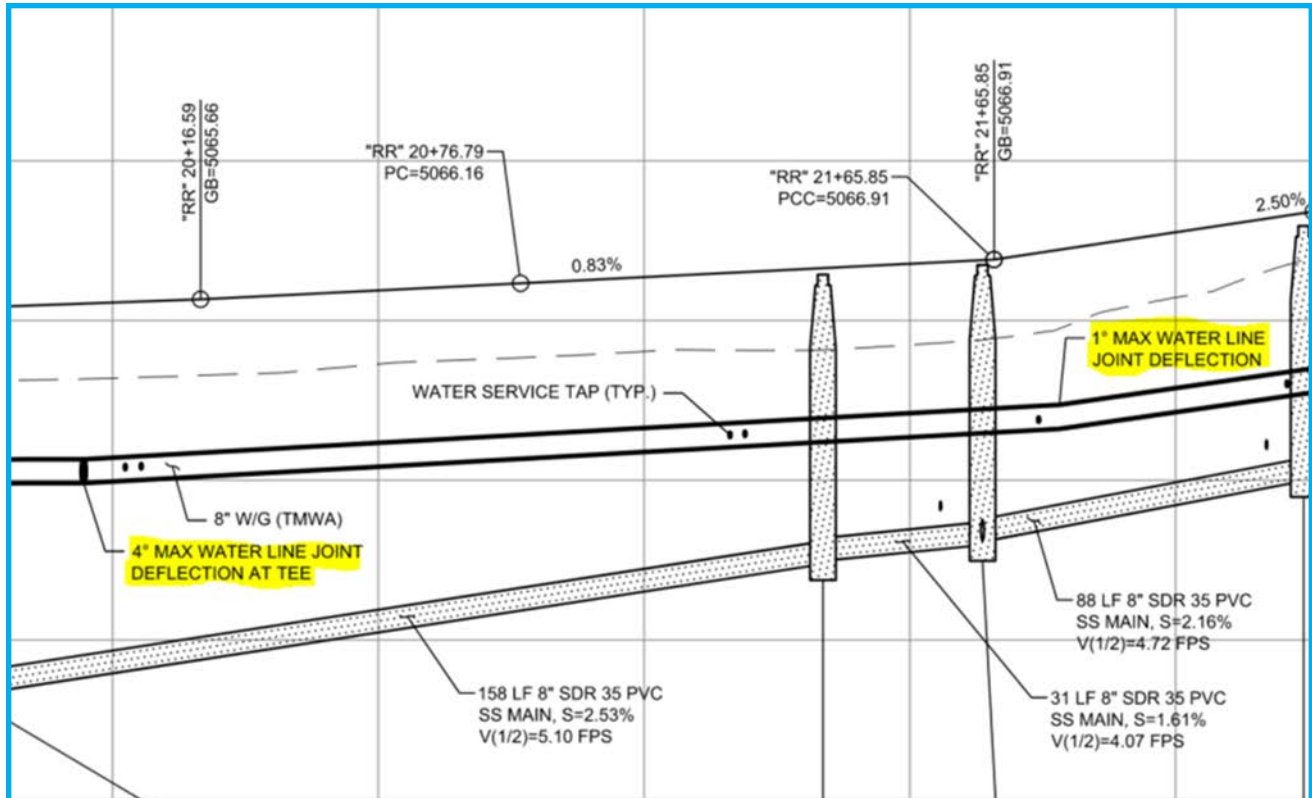 "RR" 20+16.59
GB=5065.66
"RR" 20+76.79
PC=5066.16
"RR" 21+65.85
PCC=5066.91
"RR" 21+65.85
GB=5066.91
2.50%
0.83%
1° MAX WATER LINE
JOINT DEFLECTION
WATER SERVICE TAP (TYP.)
8" W/G (TMWA)
4° MAX WATER LINE JOINT
DEFLECTION AT TEE
88 LF 8" SDR 35 PVC
SS MAIN, S=2.16%
V(1/2)=4.72 FPS
158 LF 8" SDR 35 PVC
SS MAIN, S=2.53%
V(1/2)=5.10 FPS
31 LF 8" SDR 35 PVC
SS MAIN, S=1.61%
V(1/2)=4.07 FPS